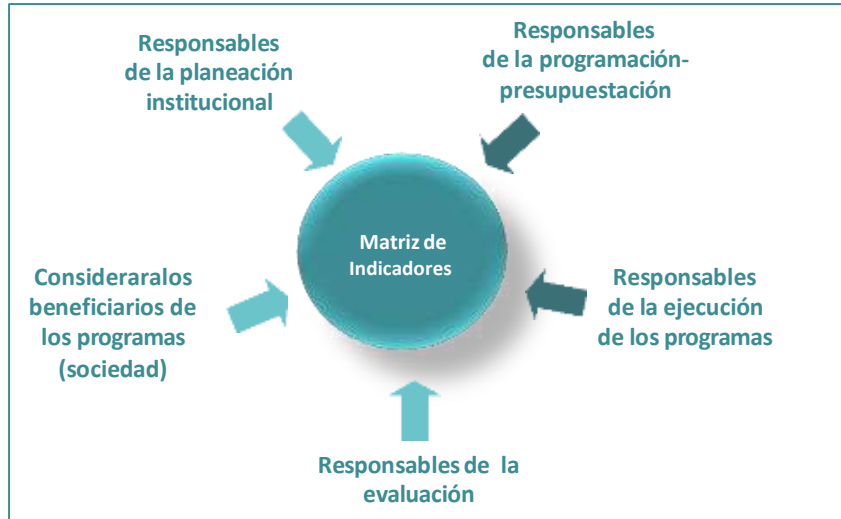 Responsables
de la planeación
institucional
Responsables
de la programación-
presupuestación
Matriz de
Indicadores
Consideraralos
beneficiarios de
los programas
(sociedad)
Responsables
de la ejecución
de los programas
Responsables de la
evaluación